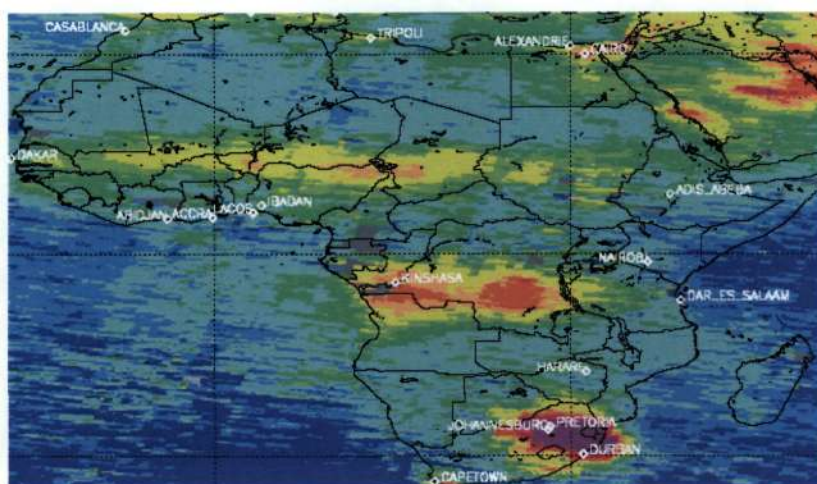 CASABLANCA
TRIPOLI
ALEXANDRIE
CAIRO
DAKAR
ADIS_ABEBA
ABIDJAN
ACCRA
LAGOS
IBADAN
NAIROBI
KINSHASA
DAR_ES_SALAAM
HARARE
JOHANNESBURG
PRETORIA
DURBAN
CAPETOWN